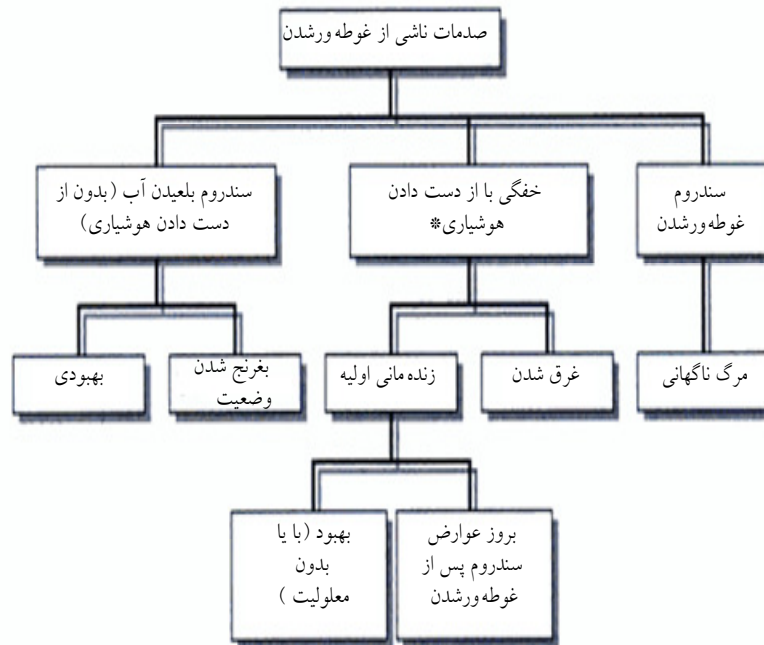 صدمات ناشی از غوطه ورشدن
سندروم
غوطه ورشدن
خفگی با از دست دادن
هوشیاری*
سندروم بلعیدن آب (بدون از
دست دادن هوشیاری)
مرگ ناگهانی
غرق شدن
زنده مانی اولیه
بغرنج شدن
وضعیت
بهبودی
بروز عوارض
سندروم پس از
غوطه ورشدن
بهبود (با یا
بدون
معلولیت )